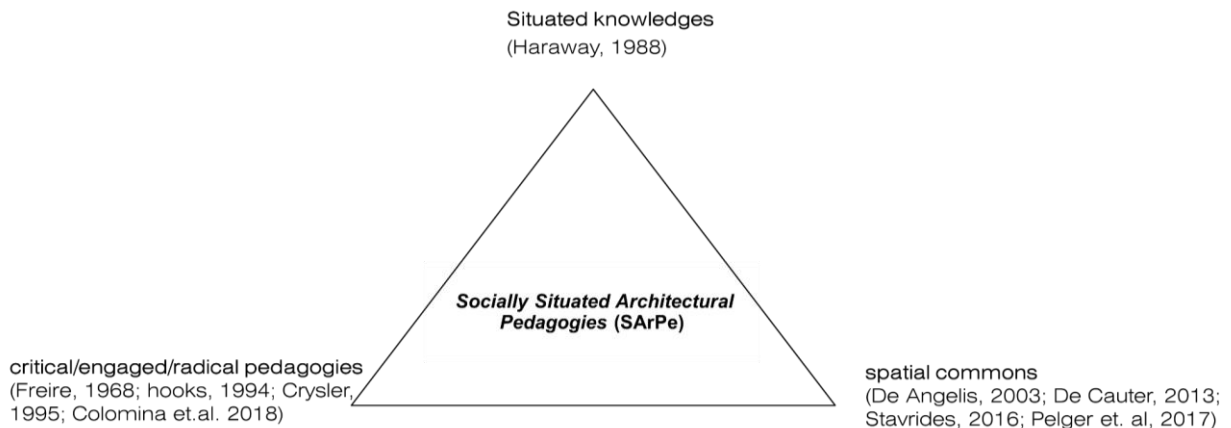 Situated knowledges
(Haraway, 1988)
Socially Situated Architectural
Pedagogies (SArPe)
critical/engaged/radical pedagogies
(Freire, 1968; hooks, 1994; Crysler,
1995; Colomina et.al. 2018)
spatial commons
(De Angelis, 2003; De Cauter, 2013;
Stavrides, 2016; Pelger et. al, 2017)